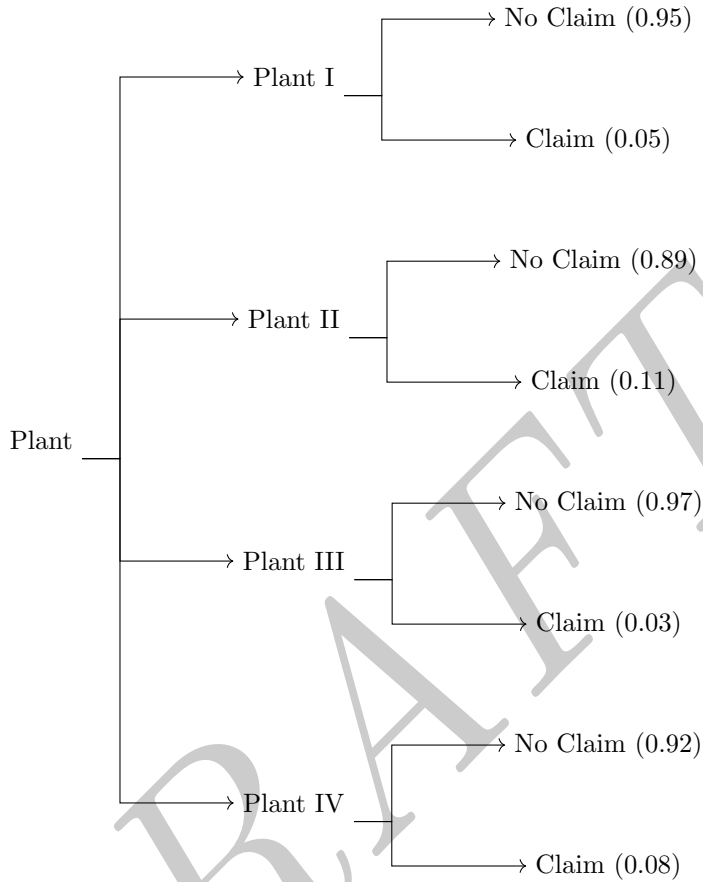 No Claim (0.95)
Plant I
Claim (0.05)
No Claim (0.89)
Plant II
Claim (0.11)
Plant
No Claim (0.97)
Plant III
Claim (0.03)
No Claim (0.92)
Plant IV
Claim (0.08)
RAFT